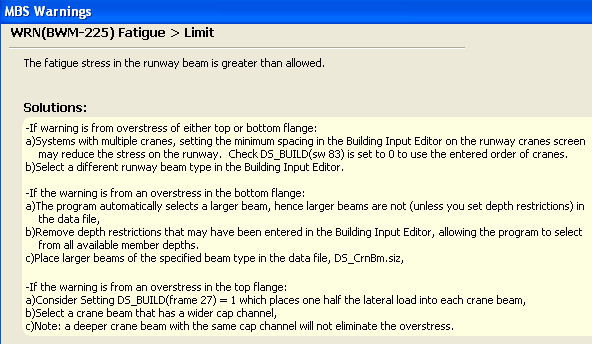 MBS Warnings
WRN(BWM-225) Fatigue > Limit
The fatigue stress in the runway beam is greater than allowed.
Solutions:
-If warning is from overstress of either top or bottom flange:
a)Systems with multiple cranes, setting the minimum spacing in the Building Input Editor on the runway cranes screen
may reduce the stress on the runway. Check DS_BUILD(sw 83) is set to 0 to use the entered order of cranes.
b)Select a different runway beam type in the Building Input Editor.
-If the warning is from an overstress in the bottom flange:
a)The program automatically selects a larger beam, hence larger beams are not (unless you set depth restrictions) in
the data file,
b)Remove depth restrictions that may have been entered in the Building Input Editor, allowing the program to select
from all available member depths.
c)Place larger beams of the specified beam type in the data file, DS_CrnBm.siz,
-If the warning is from an overstress in the top flange:
a)Consider Setting DS_BUILD(frame 27) = 1 which places one half the lateral load into each crane beam,
b)Select a crane beam that has a wider cap channel,
c)Note: a deeper crane beam with the same cap channel will not eliminate the overstress.